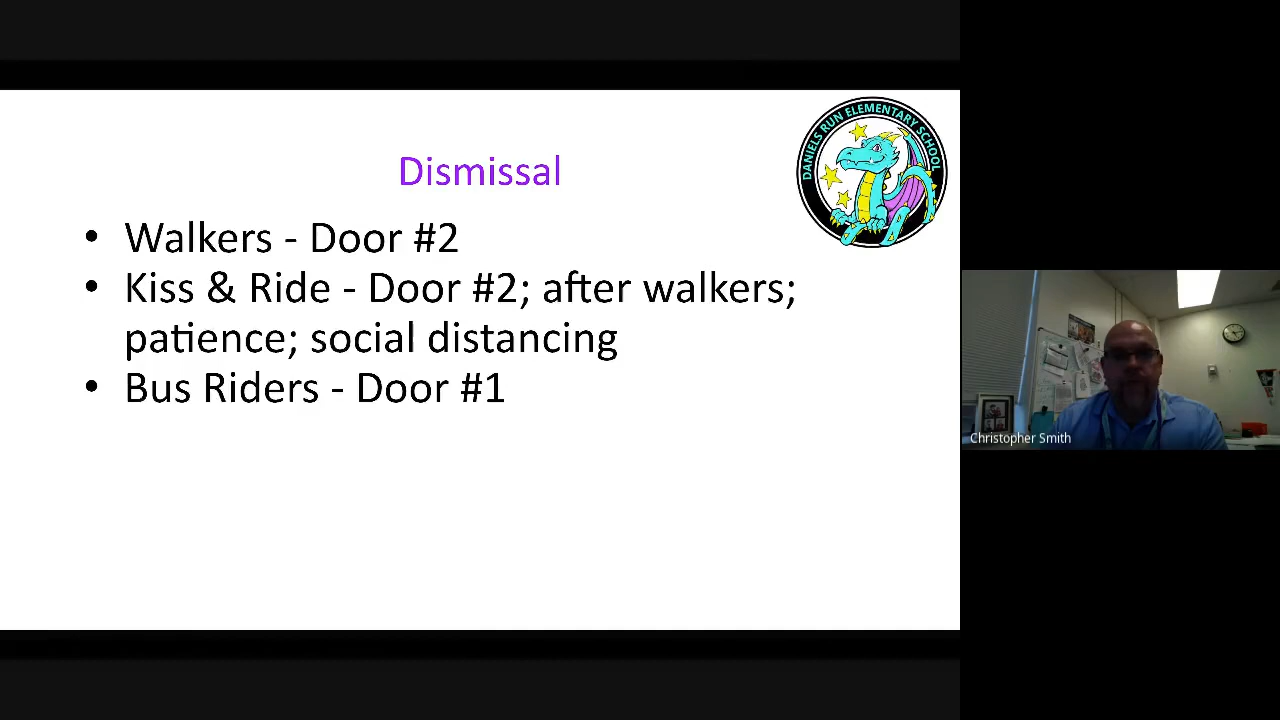 DANIELS RUN ELEMENTARY SCHOOL
Dismissal
• Walkers - Door #2
• Kiss & Ride - Door #2; after walkers;
patience; social distancing
• Bus Riders - Door #1
Christopher Smith